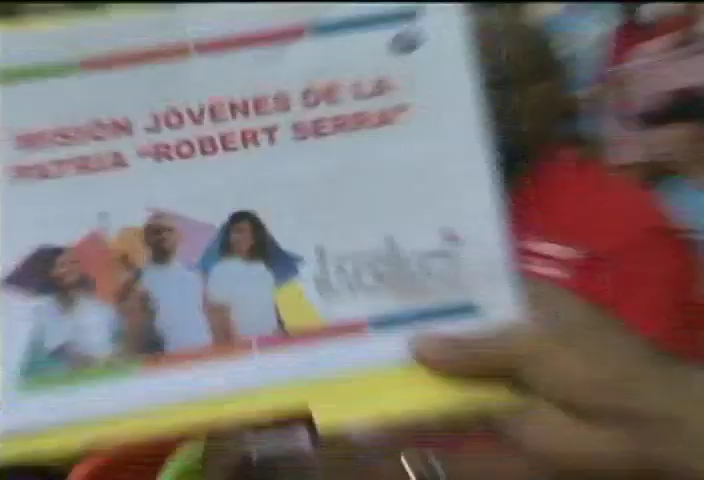 MISIÓN JÓVENES DE LA
PATRIA "ROBERT SERRA"